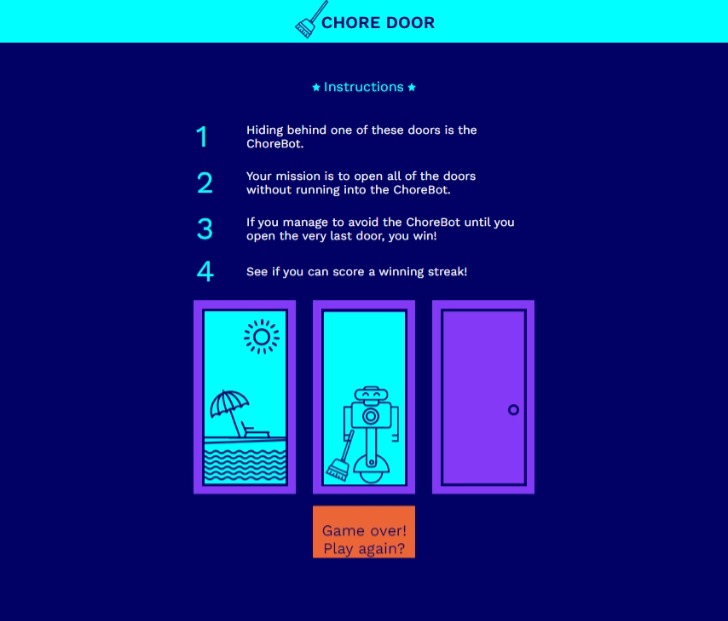 CHORE DOOR
★ Instructions ★
1
Hiding behind one of these doors is the
ChoreBot.
2
Your mission is to open all of the doors
without running into the ChoreBot.
3
If you manage to avoid the ChoreBot until you
open the very last door, you win!
4
See if you can score a winning streak!
Game over!
Play again?